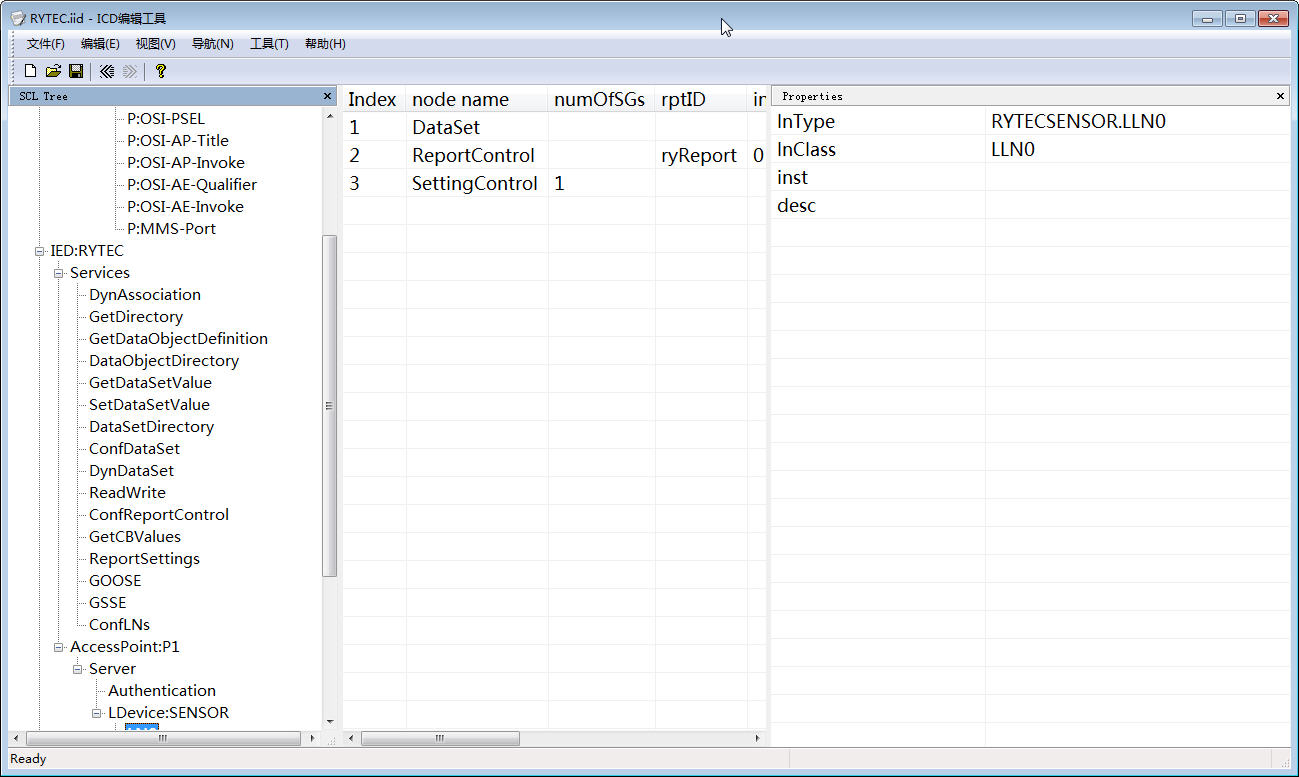 RYTEC.iid - ICD编辑工具
文件(F) 编辑(E) 视图(V) 导航(N) 工具(T) 帮助(H)
SCL Tree
P:OSI-PSEL
P:OSI-AP-Title
P:OSI-AP-Invoke
P:OSI-AE-Qualifier
P:OSI-AE-Invoke
P:MMS-Port
IED:RYTEC
Services
DynAssociation
GetDirectory
GetDataObjectDefinition
DataObjectDirectory
GetDataSetValue
SetDataSetValue
DataSetDirectory
ConfDataSet
DynDataSet
ReadWrite
ConfReportControl
GetCBValues
ReportSettings
GOOSE
GSSE
ConfLNs
AccessPoint:P1
Server
Authentication
LDevice:SENSOR
Index node name numOfSGs rptID in
1 DataSet
2 ReportControl ryReport 0
3 SettingControl 1
Properties
lnType RYTECSENSOR.LLN0
lnClass LLN0
inst
desc
Ready